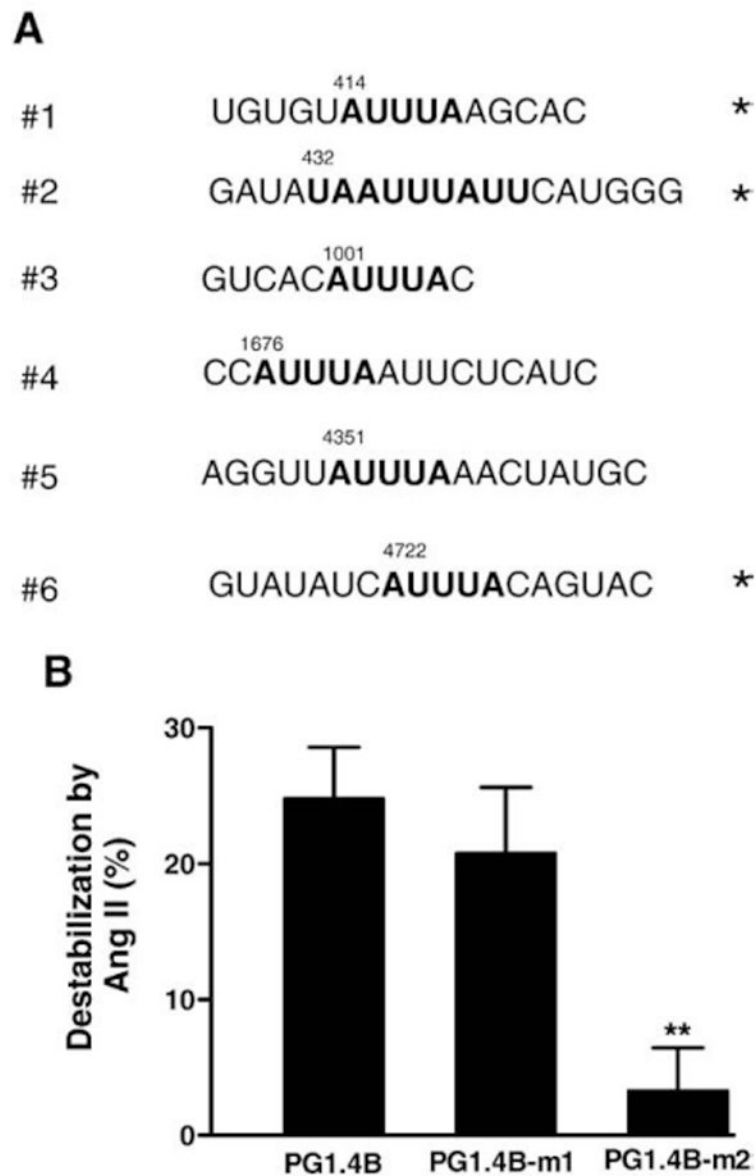 A
414
#1 UGUGUAUUUAAGCAC *
432
#2 GAUAUAAUUUAUUCAUGGG *
1001
#3 GUCACAUUUAC
1676
#4 CCAUUUAAUUCUCAUC
4351
#5 AGGUUAUUUAAACUAUGC
4722
#6 GUAUAUCAUUUACAGUAC *
B
30
20
10
0
Destabilization by
Ang II (%)
**
PG1.4B PG1.4B-m1 PG1.4B-m2